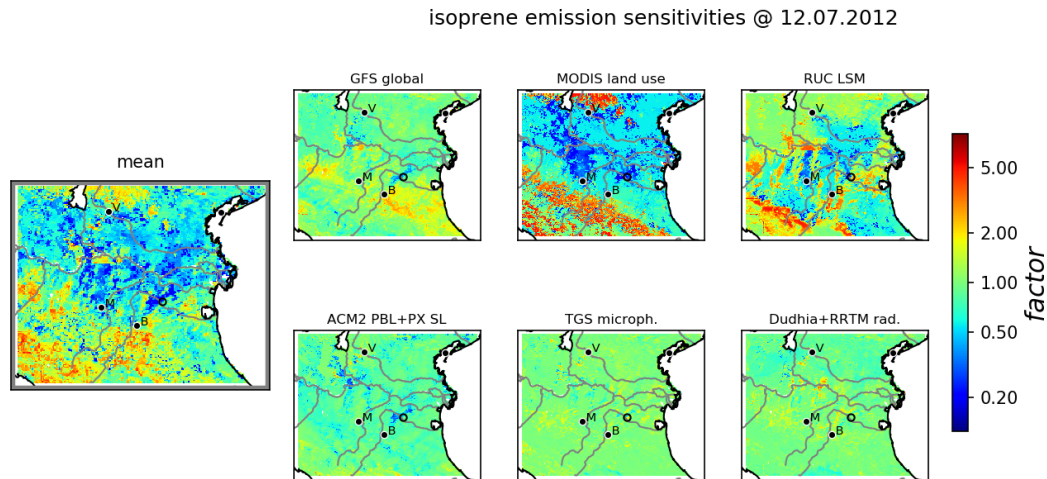 isoprene emission sensitivities @ 12.07.2012
GFS global
MODIS land use
RUC LSM
V
M
B
V
M
B
V
M
B
mean
V
M
B
5.00
2.00
1.00
0.50
0.20
factor
ACM2 PBL+PX SL
TGS microph.
Dudhia+RRTM rad.
V
M
B
V
M
B
V
M
B